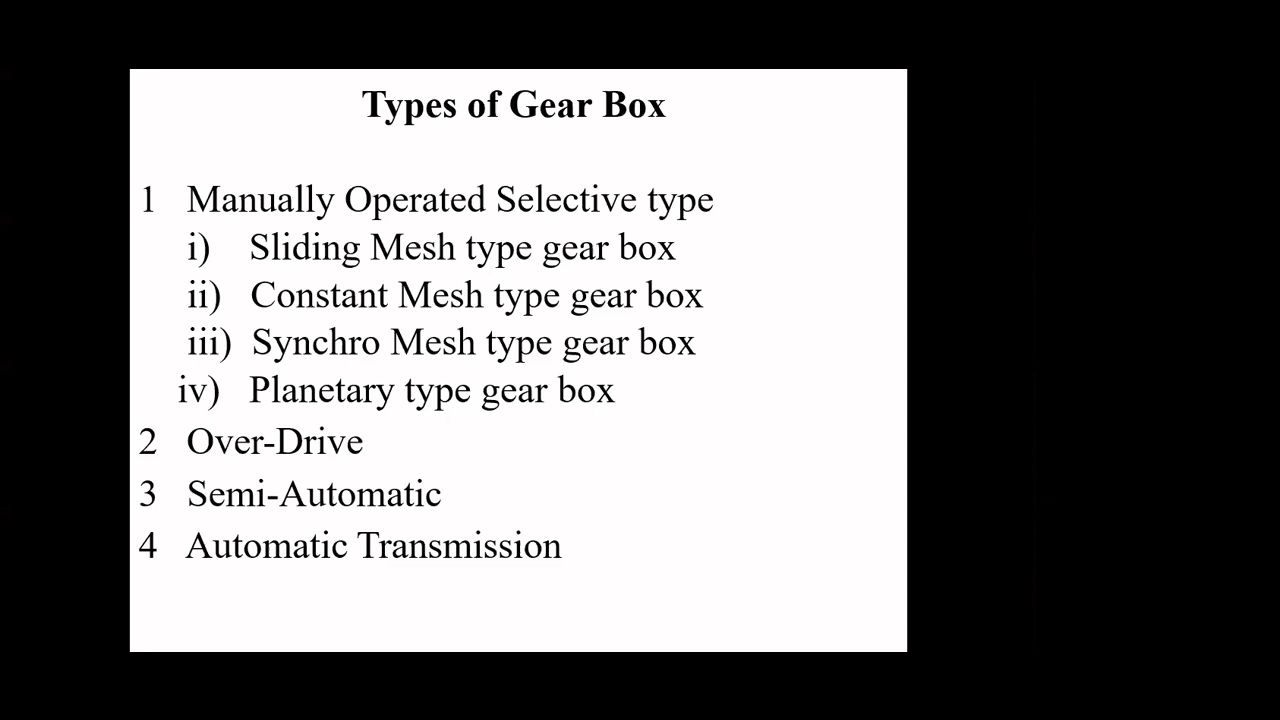 Types of Gear Box
1 Manually Operated Selective type
i) Sliding Mesh type gear box
ii) Constant Mesh type gear box
iii) Synchro Mesh type gear box
iv) Planetary type gear box
2 Over-Drive
3 Semi-Automatic
4 Automatic Transmission